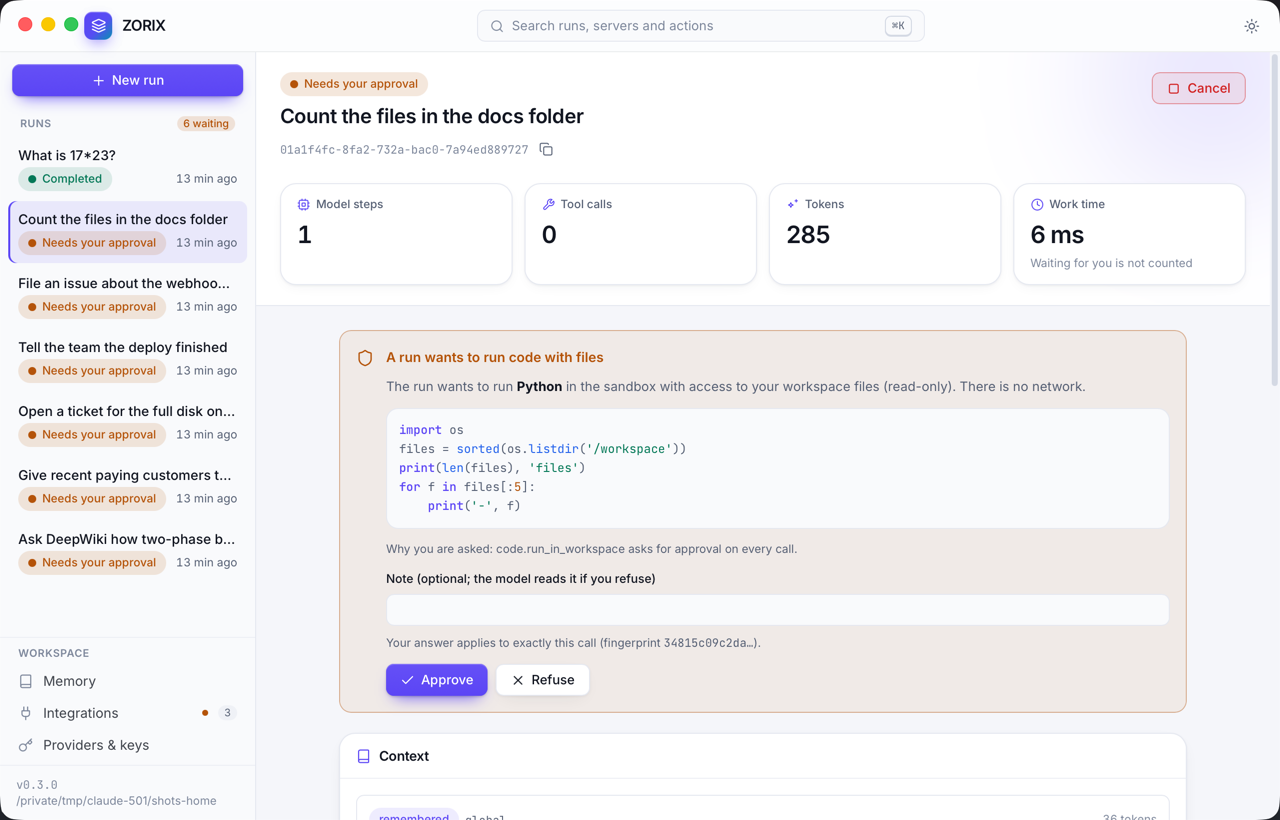 ZORIX
Search runs, servers and actions
⌘K
New run
RUNS
6 waiting
What is 17*23?
Completed
13 min ago
Count the files in the docs folder
Needs your approval
13 min ago
File an issue about the webhoo...
Needs your approval
13 min ago
Tell the team the deploy finished
Needs your approval
13 min ago
Open a ticket for the full disk on...
Needs your approval
13 min ago
Give recent paying customers t...
Needs your approval
13 min ago
Ask DeepWiki how two-phase b...
Needs your approval
13 min ago
WORKSPACE
Memory
Integrations
3
Providers & keys
v0.3.0
/private/tmp/claude-501/shots-home
Needs your approval
Count the files in the docs folder
01a1f4fc-8fa2-732a-bac0-7a94ed889727
Cancel
Model steps
1
Tool calls
0
Tokens
285
Work time
6 ms
Waiting for you is not counted
A run wants to run code with files
The run wants to run Python in the sandbox with access to your workspace files (read-only). There is no network.
import os
files = sorted(os.listdir('/workspace'))
print(len(files), 'files')
for f in files[:5]:
    print('-', f)
Why you are asked: code.run_in_workspace asks for approval on every call.
Note (optional; the model reads it if you refuse)
Your answer applies to exactly this call (fingerprint 34815c09c2da…).
Approve
Refuse
Context
remembered
global
36 tokens